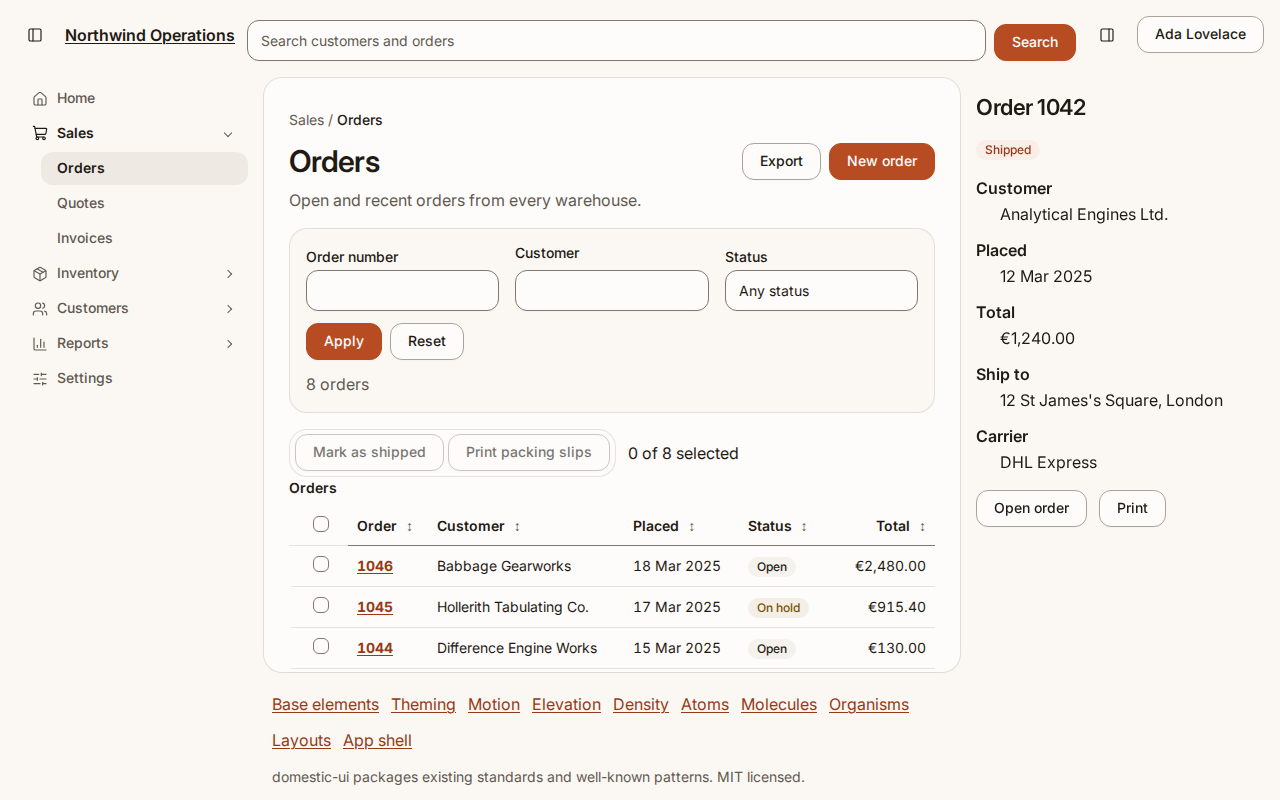 Northwind Operations
Search customers and orders
Search
Ada Lovelace
Home
Sales
Orders
Quotes
Invoices
Inventory
Customers
Reports
Settings
Sales / Orders
Orders
Export
New order
Open and recent orders from every warehouse.
Order number
Customer
Status
Any status
Apply
Reset
8 orders
Mark as shipped
Print packing slips
0 of 8 selected
Orders
Order ↕ Customer ↕ Placed ↕ Status ↕ Total ↕
1046 Babbage Gearworks 18 Mar 2025 Open €2,480.00
1045 Hollerith Tabulating Co. 17 Mar 2025 On hold €915.40
1044 Difference Engine Works 15 Mar 2025 Open €130.00
Order 1042
Shipped
Customer
Analytical Engines Ltd.
Placed
12 Mar 2025
Total
€1,240.00
Ship to
12 St James's Square, London
Carrier
DHL Express
Open order
Print
Base elements Theming Motion Elevation Density Atoms Molecules Organisms
Layouts App shell
domestic-ui packages existing standards and well-known patterns. MIT licensed.